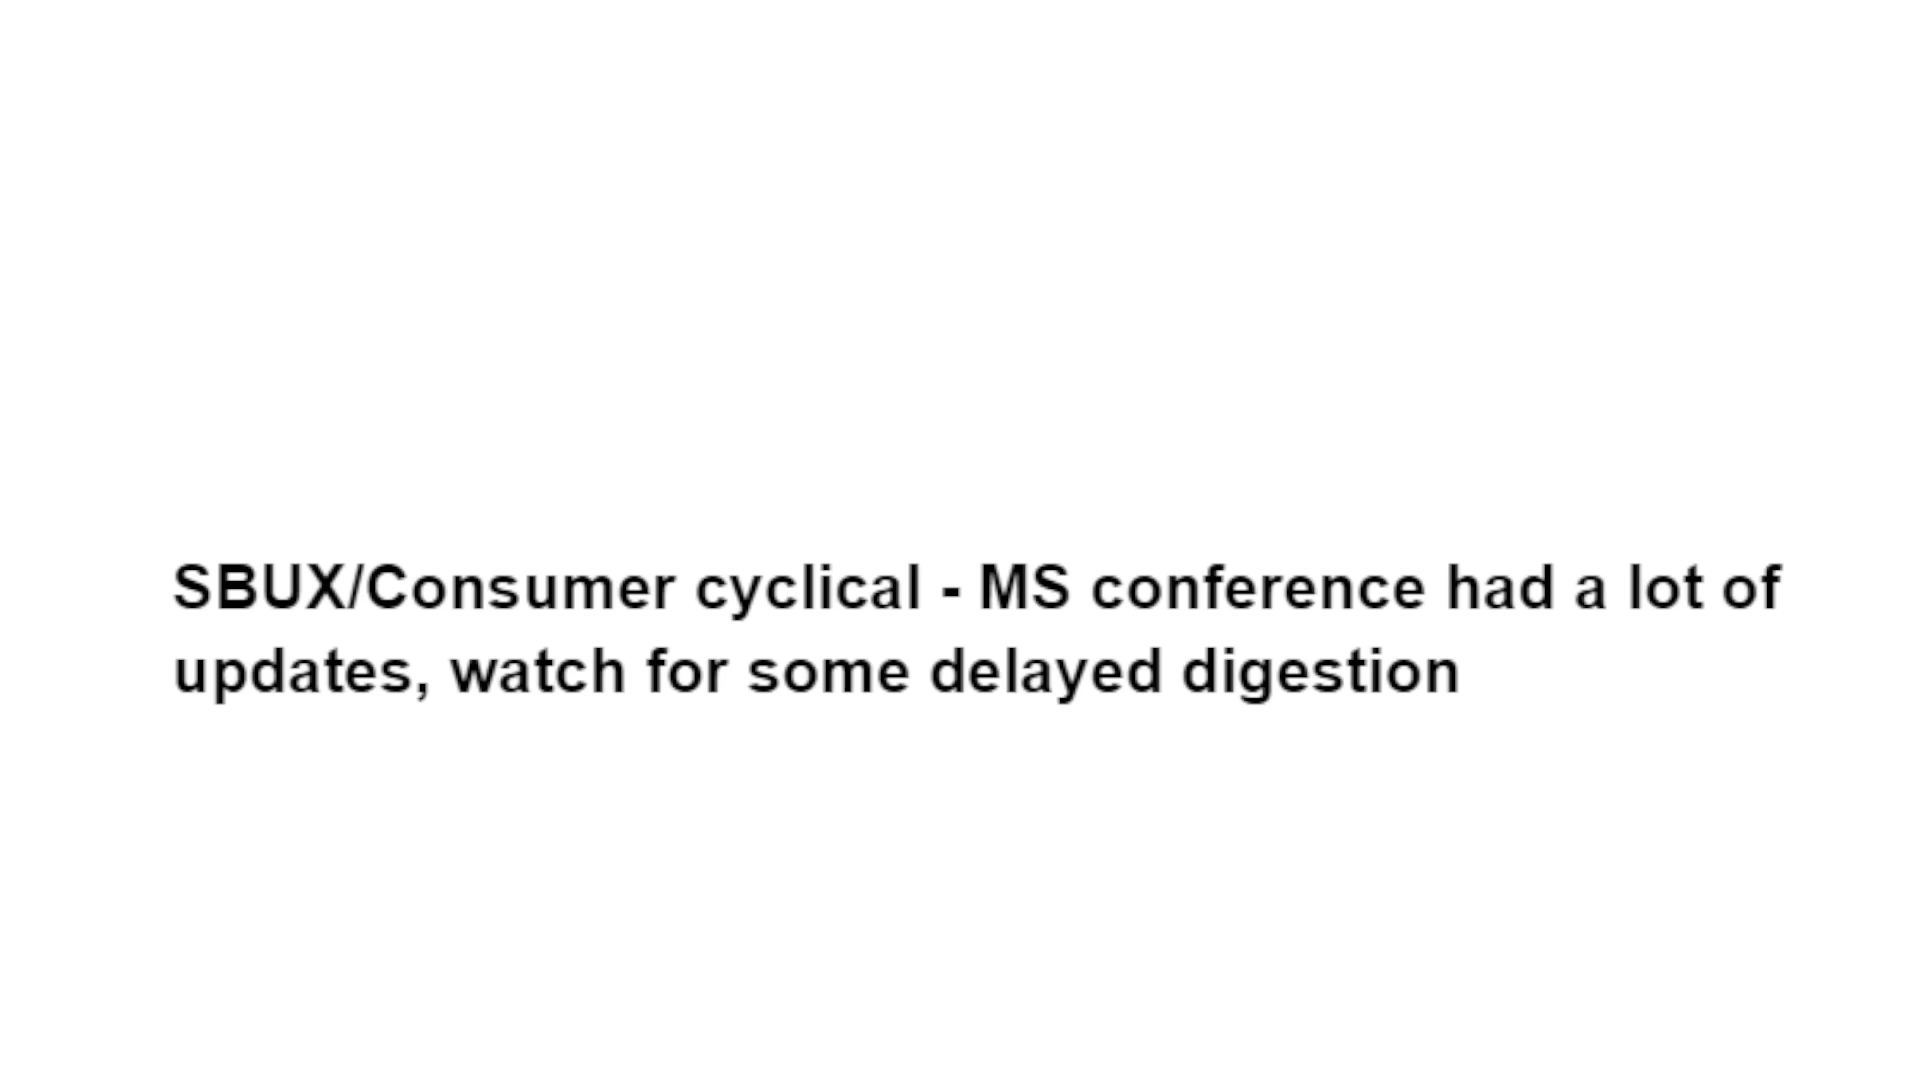 SBUX/Consumer cyclical - MS conference had a lot of
updates, watch for some delayed digestion